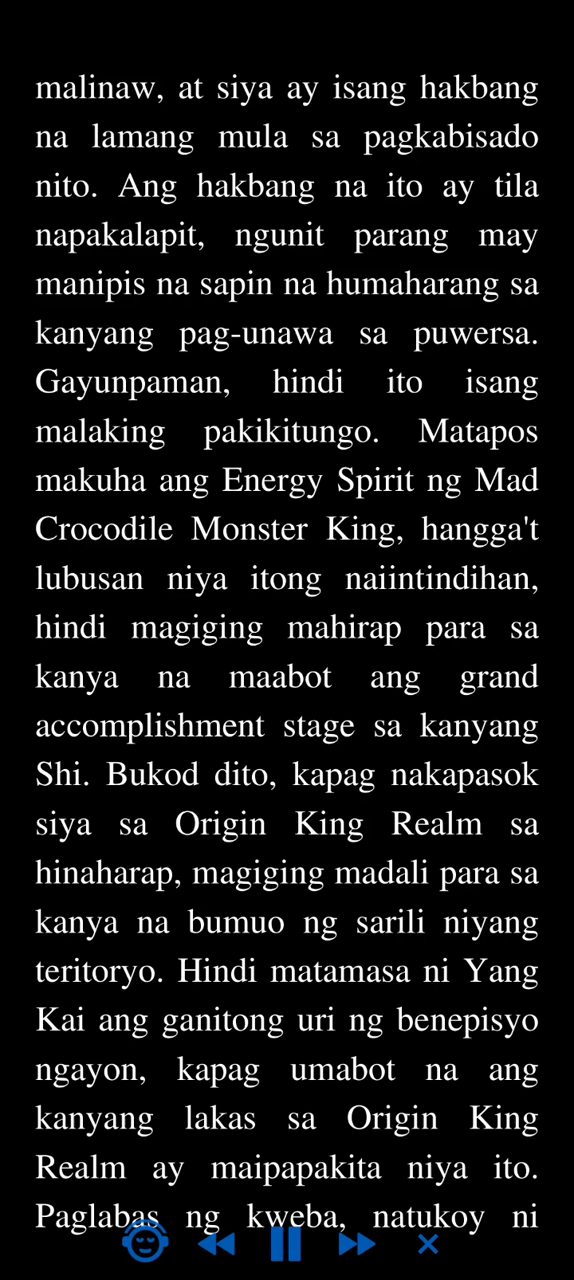 malinaw, at siya ay isang hakbang
na lamang mula sa pagkabisado
nito. Ang hakbang na ito ay tila
napakalapit, ngunit parang may
manipis na sapin na humaharang sa
kanyang pag-unawa sa puwersa.
Gayunpaman, hindi ito isang
malaking pakikitungo. Matapos
makuha ang Energy Spirit ng Mad
Crocodile Monster King, hangga't
lubusan niya itong naiintindihan,
hindi magiging mahirap para sa
kanya na maabot ang grand
accomplishment stage sa kanyang
Shi. Bukod dito, kapag nakapasok
siya sa Origin King Realm sa
hinaharap, magiging madali para sa
kanya na bumuo ng sarili niyang
teritoryo. Hindi matamasa ni Yang
Kai ang ganitong uri ng benepisyo
ngayon, kapag umabot na ang
kanyang lakas sa Origin King
Realm ay maipapakita niya ito.
Paglabas ng kweba, natukoy ni